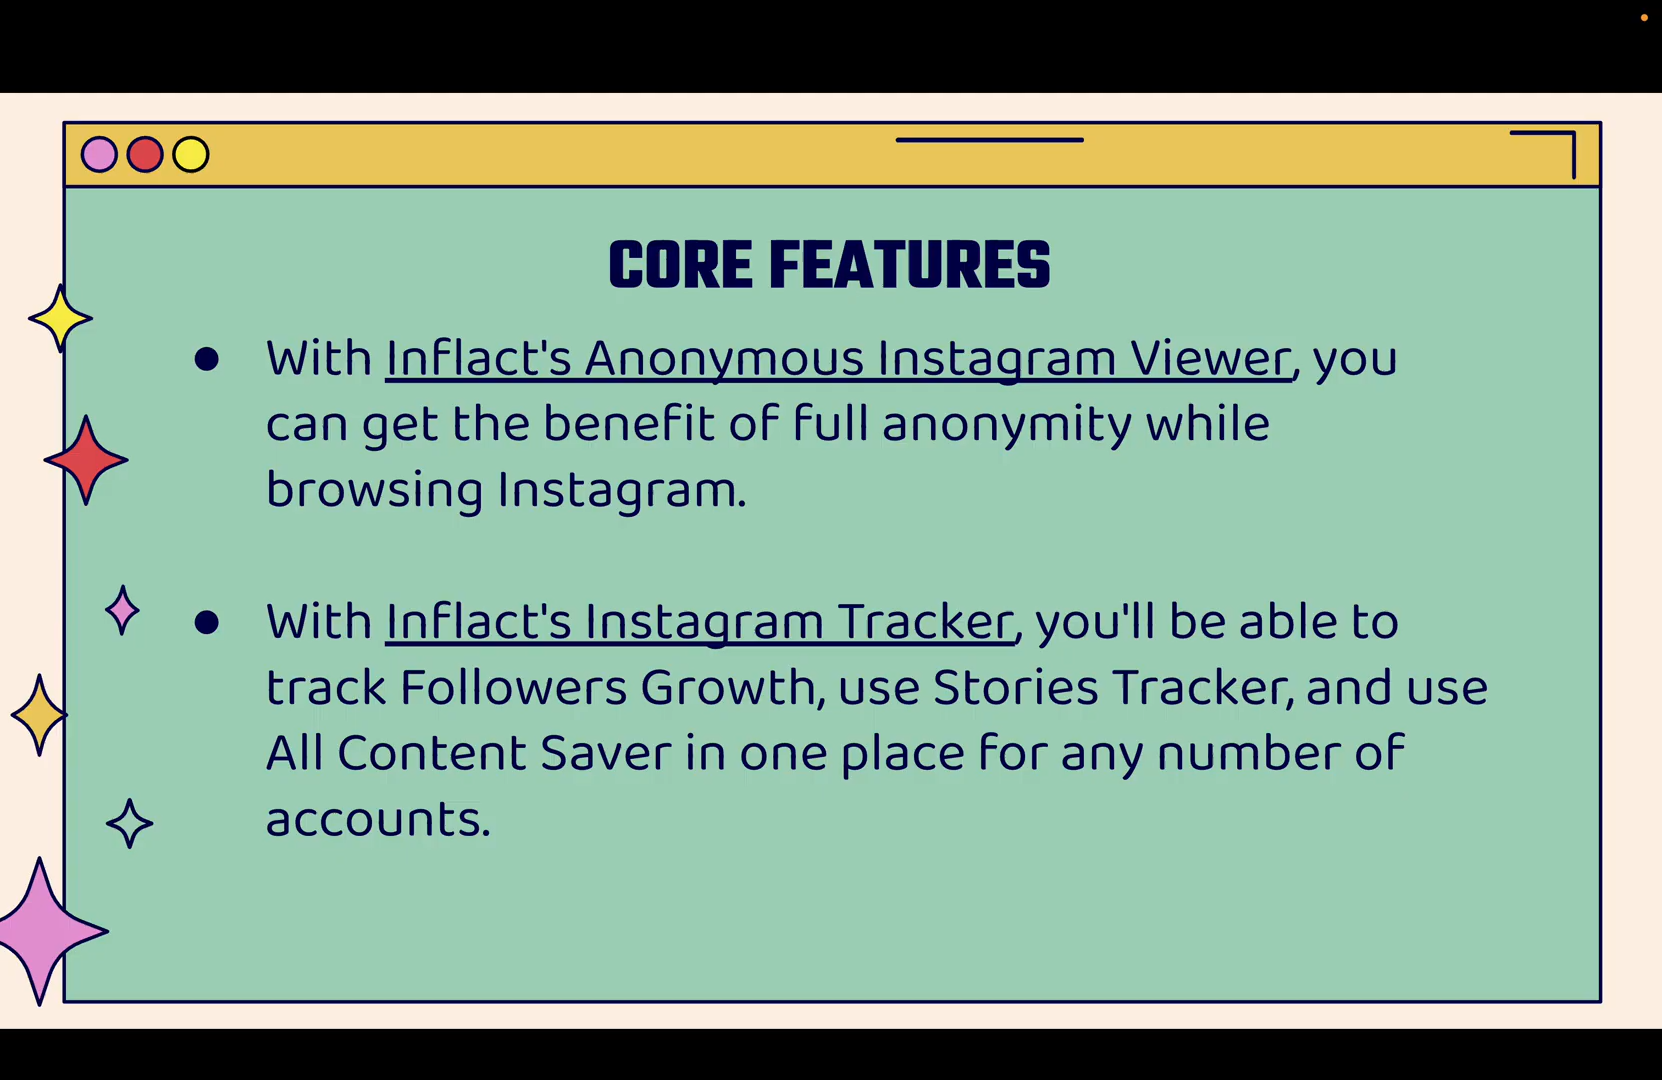 CORE FEATURES
● With Inflact's Anonymous Instagram Viewer, you
can get the benefit of full anonymity while
browsing Instagram.
● With Inflact's Instagram Tracker, you'll be able to
track Followers Growth, use Stories Tracker, and use
All Content Saver in one place for any number of
accounts.